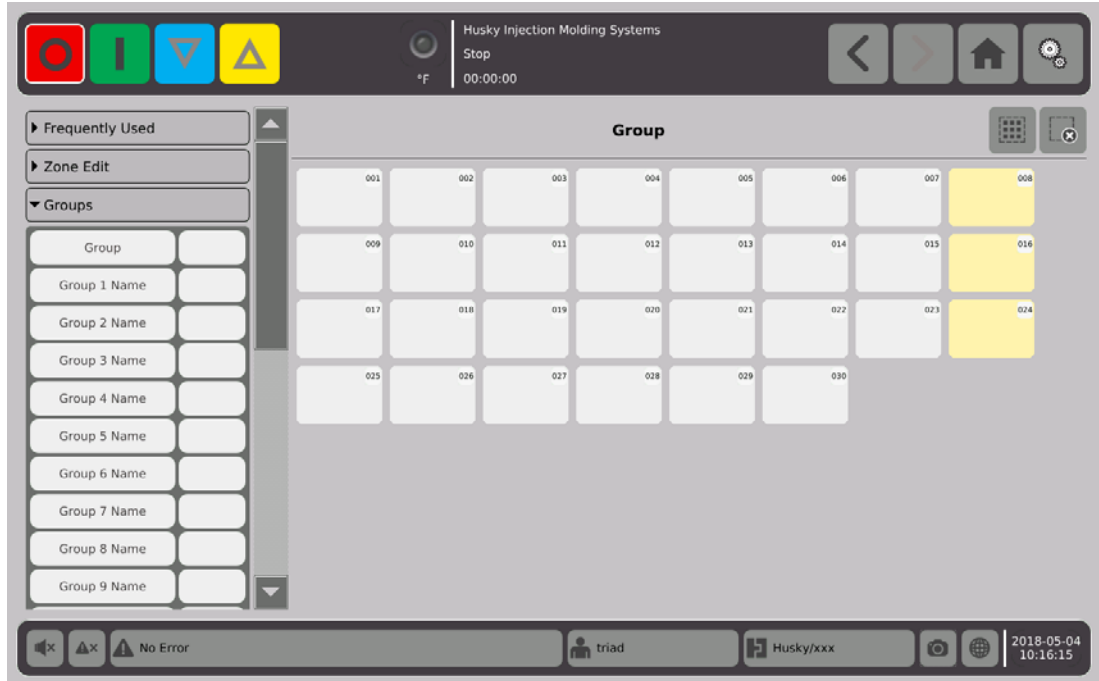 Husky Injection Molding Systems
Stop
°F
00:00:00
Frequently Used
Zone Edit
Groups
Group
Group 1 Name
Group 2 Name
Group 3 Name
Group 4 Name
Group 5 Name
Group 6 Name
Group 7 Name
Group 8 Name
Group 9 Name
Group
001 002 003 004 005 006 007 008
009 010 011 012 013 014 015 016
017 018 019 020 021 022 023 024
025 026 027 028 029 030
No Error
triad
Husky/xxx
2018-05-04
10:16:15